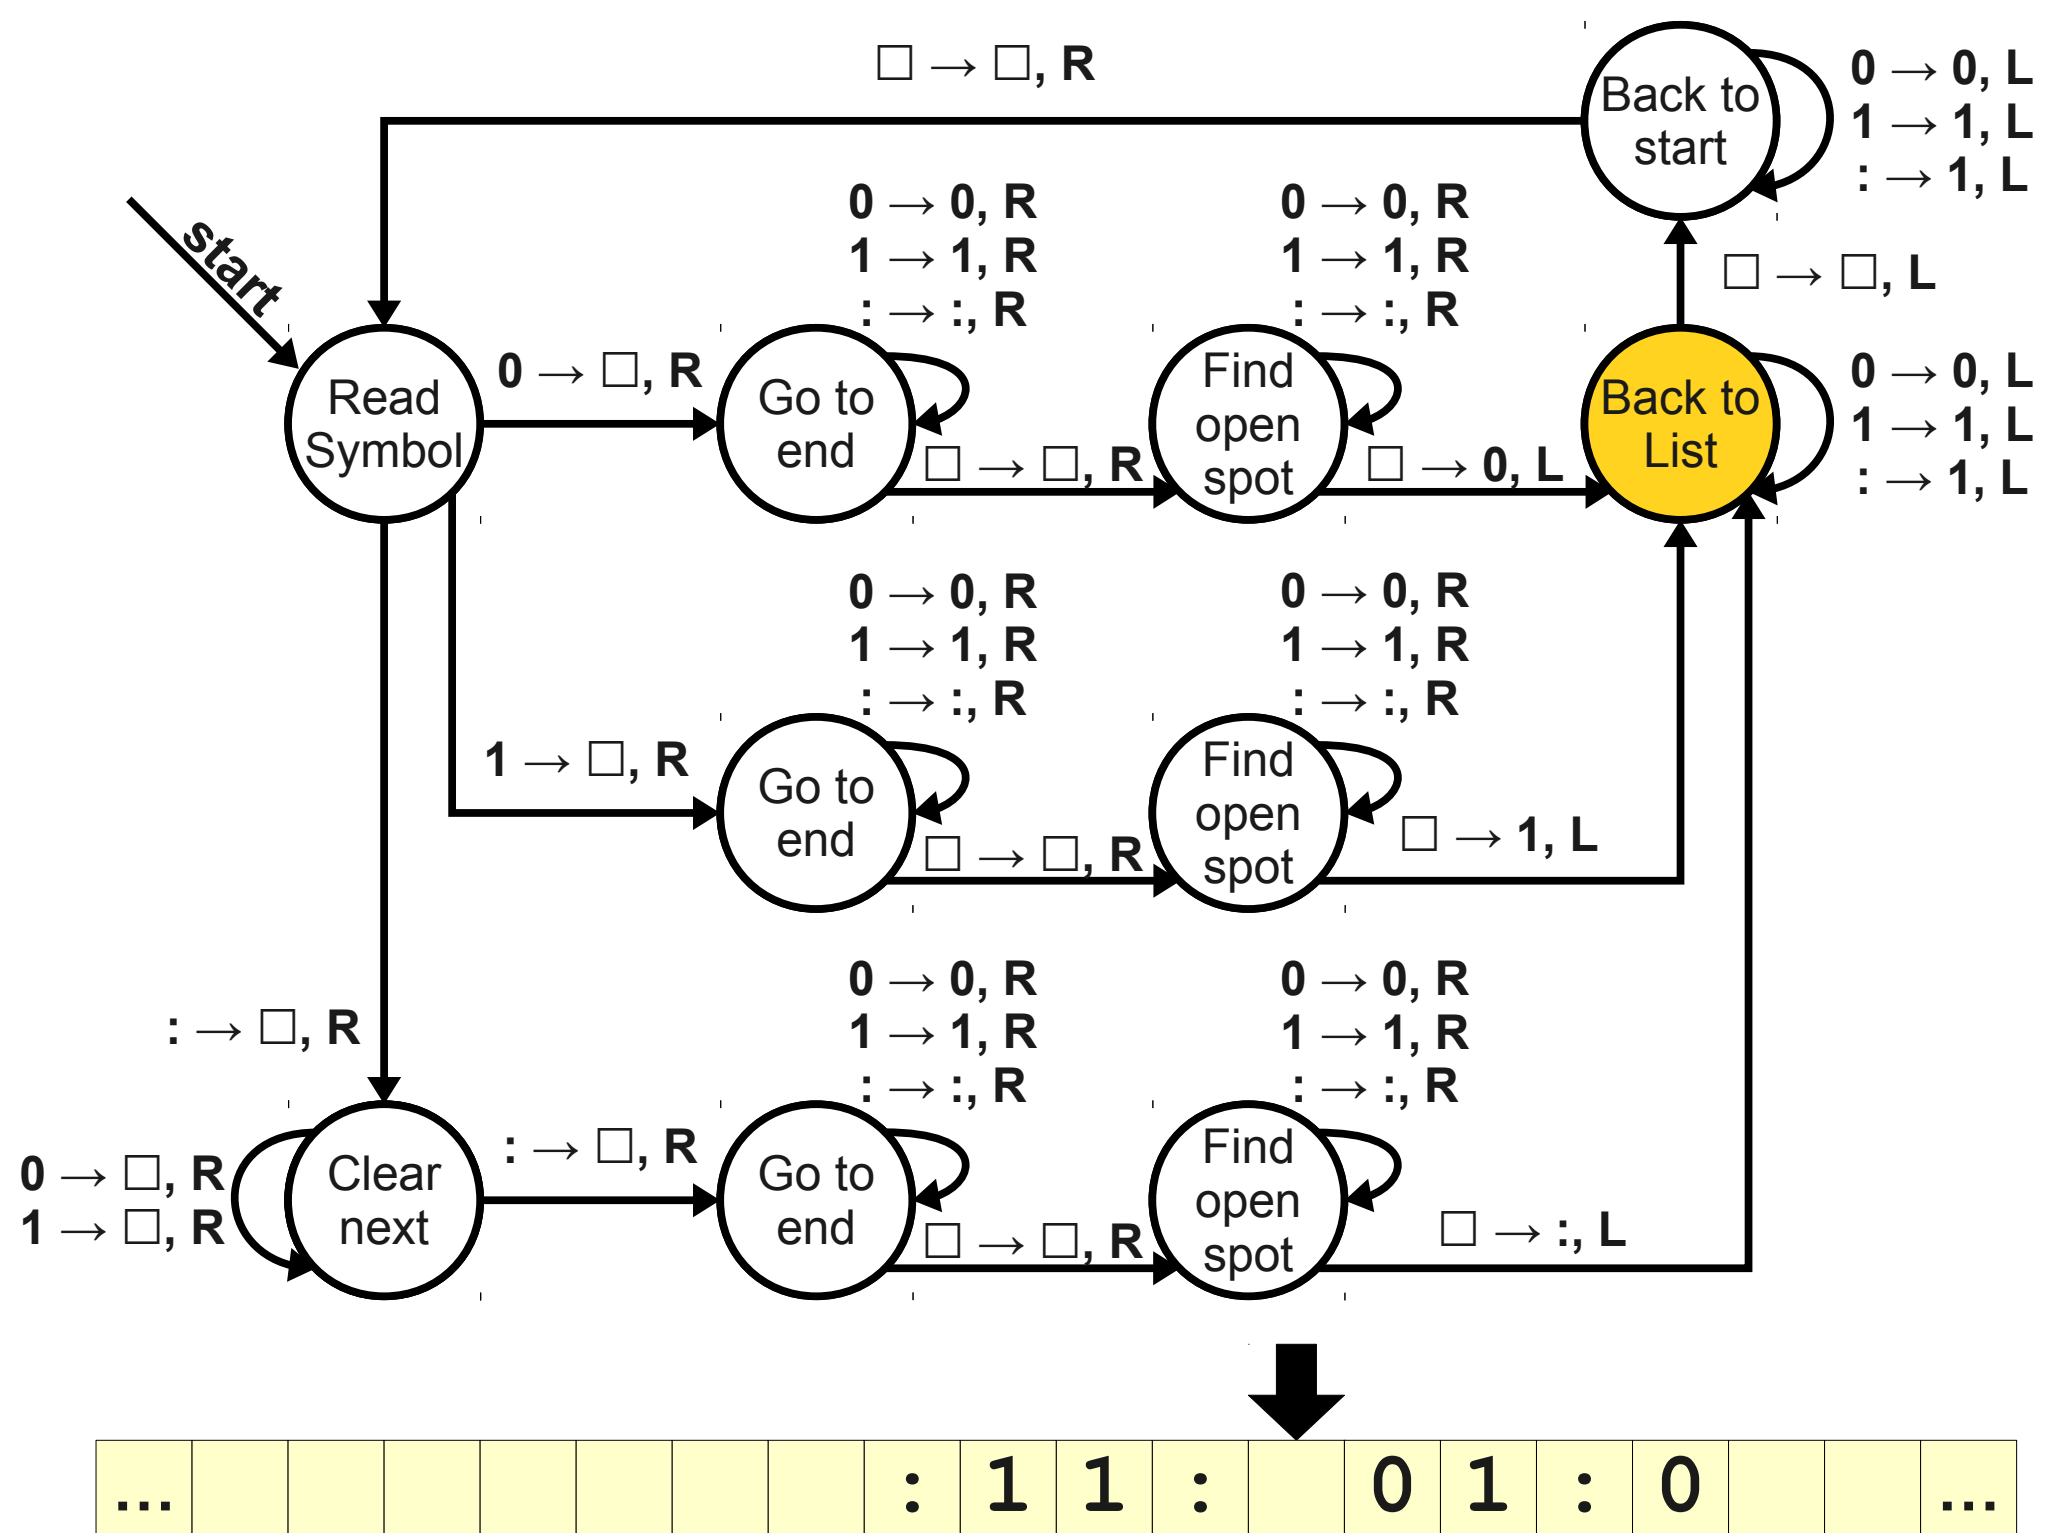 □ → □, R
Back to
start
0 → 0, L
1 → 1, L
: → 1, L
start
0 → 0, R
1 → 1, R
: → :, R
0 → 0, R
1 → 1, R
: → :, R
□ → □, L
Read
Symbol
0 → □, R
Go to
end
□ → □, R
Find
open
spot
□ → 0, L
Back to
List
0 → 0, L
1 → 1, L
: → 1, L
0 → 0, R
1 → 1, R
: → :, R
0 → 0, R
1 → 1, R
: → :, R
1 → □, R
Go to
end
□ → □, R
Find
open
spot
□ → 1, L
0 → 0, R
1 → 1, R
: → :, R
0 → 0, R
1 → 1, R
: → :, R
: → □, R
0 → □, R
1 → □, R
Clear
next
: → □, R
Go to
end
□ → □, R
Find
open
spot
□ → :, L
... : 1 1 : 0 1 : 0 ...